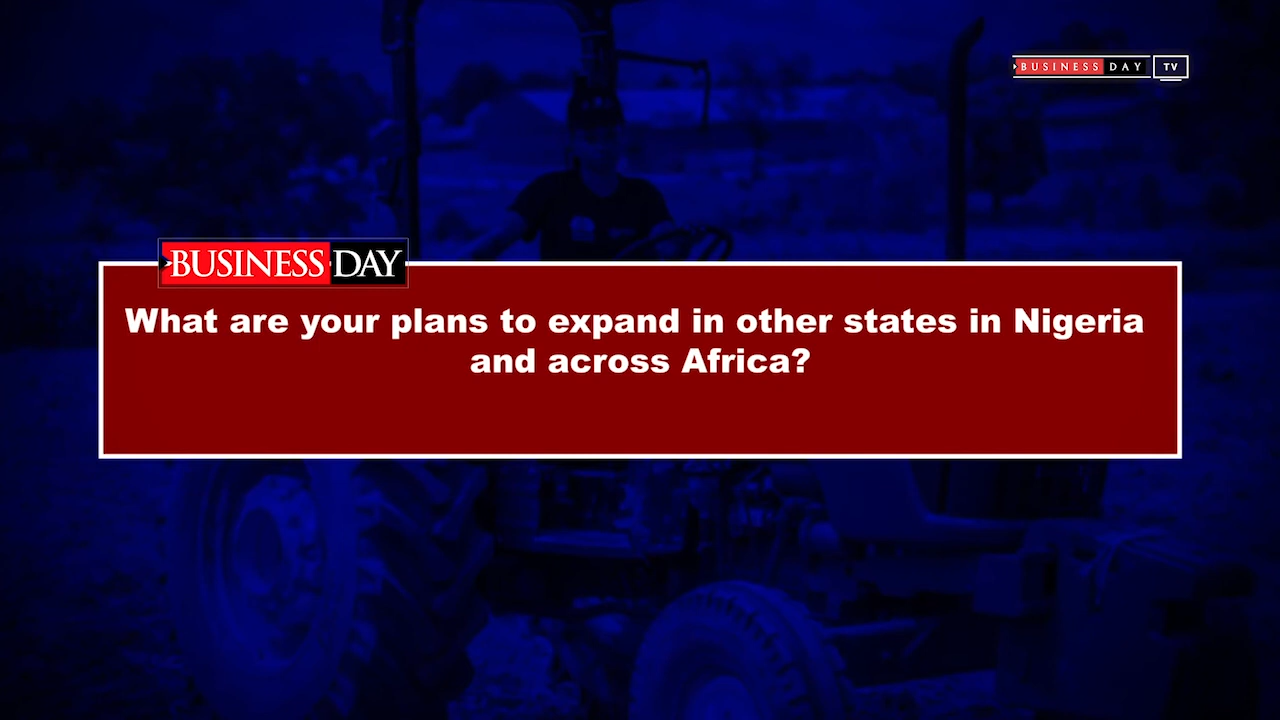 BUSINESS DAY TV
BUSINESS DAY
What are your plans to expand in other states in Nigeria
and across Africa?